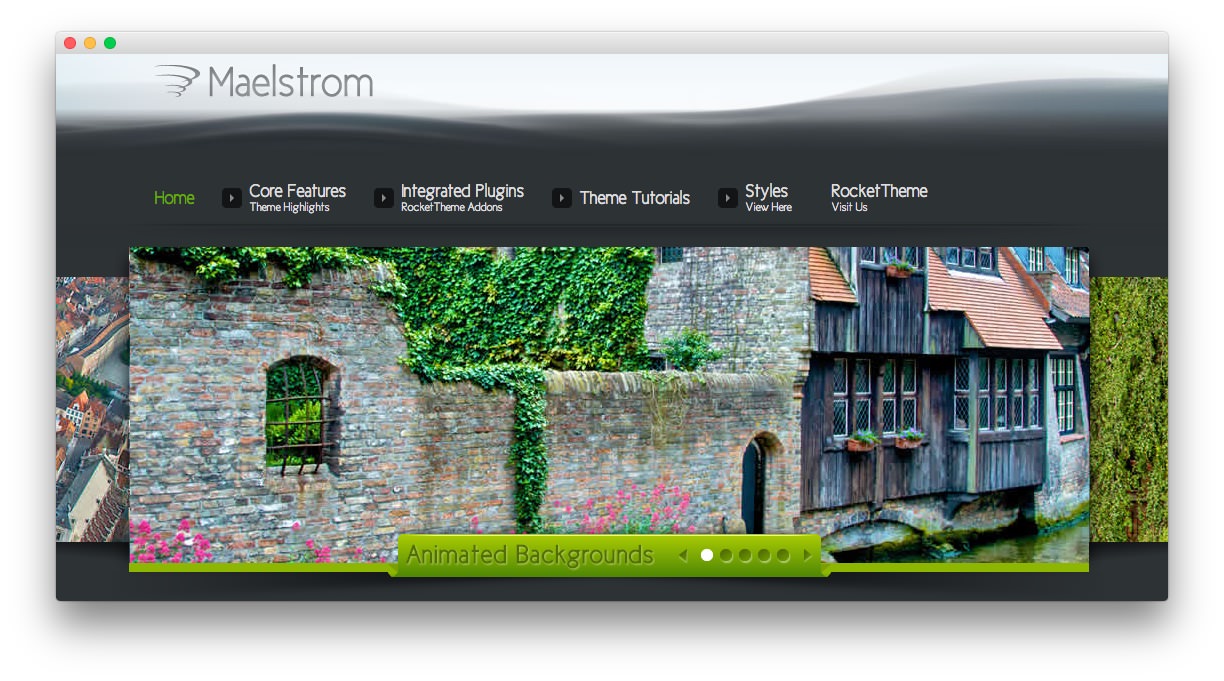 Maelstrom
Home
Core Features
Theme Highlights
Integrated Plugins
RocketTheme Addons
Theme Tutorials
Styles
View Here
RocketTheme
Visit Us
Animated Backgrounds